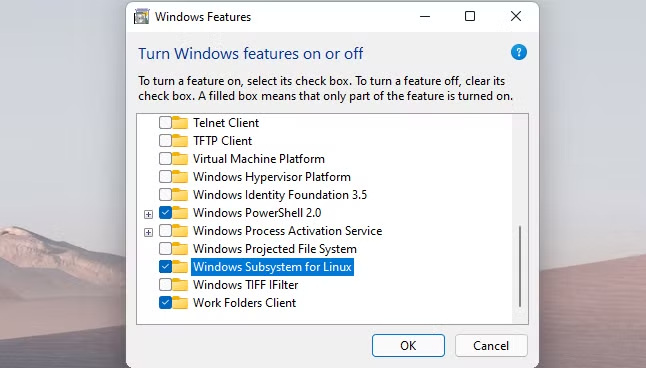 Windows Features
Turn Windows features on or off
?
To turn a feature on, select its check box. To turn a feature off, clear its
check box. A filled box means that only part of the feature is turned on.
Telnet Client
TFTP Client
Virtual Machine Platform
Windows Hypervisor Platform
Windows Identity Foundation 3.5
Windows PowerShell 2.0
Windows Process Activation Service
Windows Projected File System
Windows Subsystem for Linux
Windows TIFF IFilter
Work Folders Client
OK Cancel